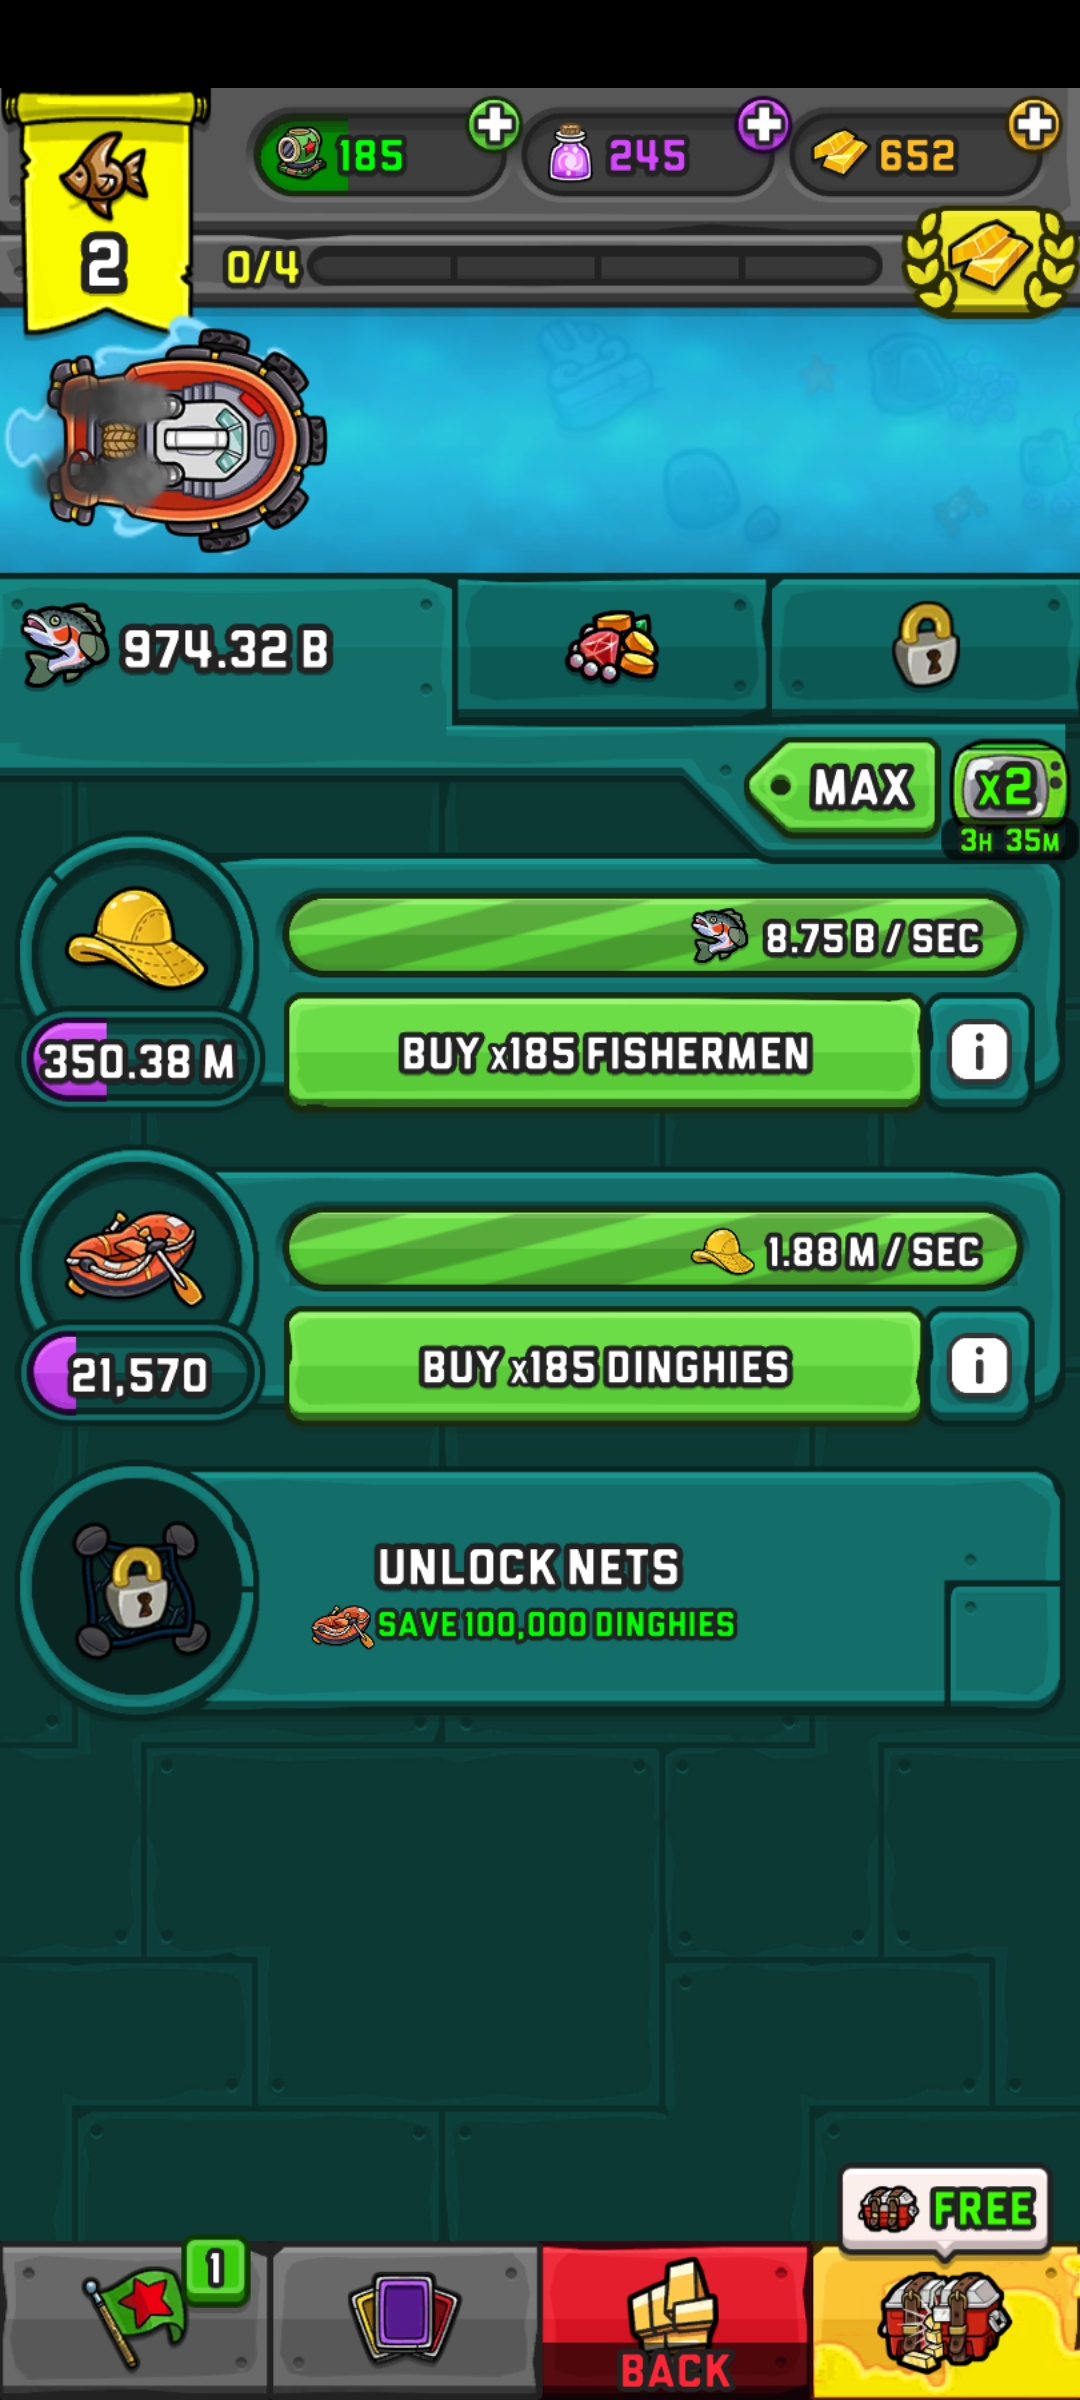 185
245
652
2
0/4
974.32 B
MAX
x2
3H 35M
8.75 B / SEC
350.38 M
BUY x185 FISHERMEN
i
1.88 M / SEC
21,570
BUY x185 DINGHIES
i
UNLOCK NETS
SAVE 100,000 DINGHIES
FREE
1
BACK